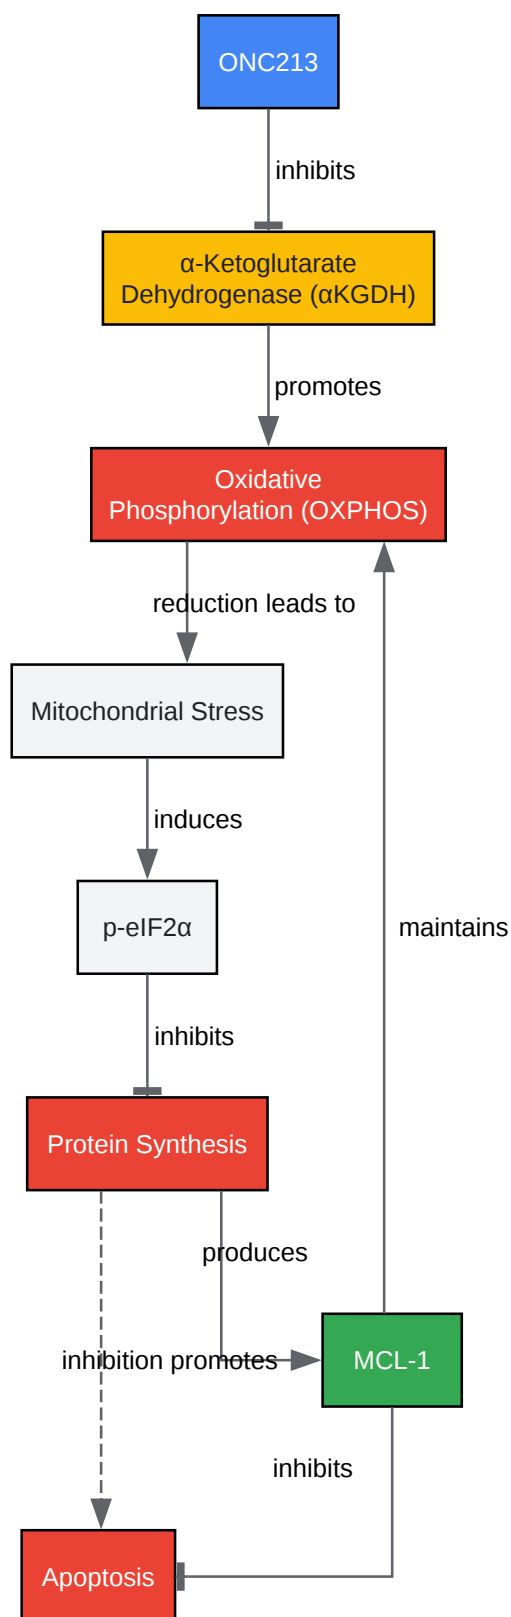 ONC213
inhibits
α-Ketoglutarate
Dehydrogenase (αKGDH)
promotes
Oxidative
Phosphorylation (OXPHOS)
reduction leads to
Mitochondrial Stress
induces
p-eIF2α
maintains
inhibits
Protein Synthesis
produces
inhibition promotes
MCL-1
inhibits
Apoptosis